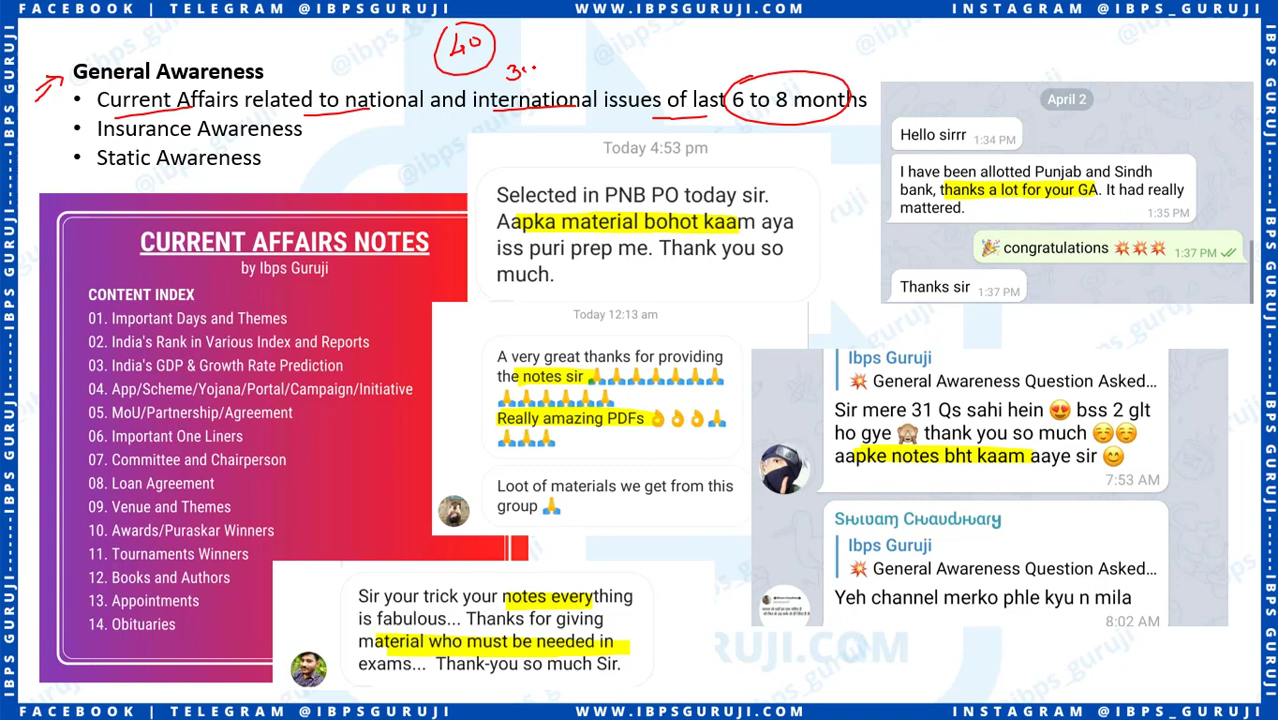 FACEBOOK | TELEGRAM @IBPSGURUJI WWW.IBPSGURUJI.COM INSTAGRAM @IBPSGURUJI
40
General Awareness
• Current Affairs related to national and international issues of last 6 to 8 months
• Insurance Awareness
• Static Awareness
CURRENT AFFAIRS NOTES
by Ibps Guruji
CONTENT INDEX
01. Important Days and Themes
02. India's Rank in Various Index and Reports
03. India's GDP & Growth Rate Prediction
04. App/Scheme/Yojana/Portal/Campaign/Initiative
05. MoU/Partnership/Agreement
06. Important One Liners
07. Committee and Chairperson
08. Loan Agreement
09. Venue and Themes
10. Awards/Puraskar Winners
11. Tournaments Winners
12. Books and Authors
13. Appointments
14. Obituaries
Today 4:53 pm
Selected in PNB PO today sir.
Aapka material bohot kaam aya
iss puri prep me. Thank you so
much.
Today 12:13 am
A very great thanks for providing
the notes sir 🙏🙏🙏🙏🙏🙏🙏
🙏🙏🙏🙏🙏🙏
Really amazing PDFs 👌👌👌🙏
🙏🙏🙏
Loot of materials we get from this
group 🙏
Sir your trick your notes everything
is fabulous... Thanks for giving
material who must be needed in
exams... Thank-you so much Sir.
April 2
Hello sirrr 1:34 PM
I have been allotted Punjab and Sindh
bank, thanks a lot for your GA. It had really
mattered. 1:35 PM
🎉 congratulations 💥💥💥 1:37 PM
Thanks sir 1:37 PM
Ibps Guruji
💥 General Awareness Question Asked...
Sir mere 31 Qs sahi hein 😍 bss 2 glt
ho gye 🙈 thank you so much ☺️☺️
aapke notes bht kaam aaye sir 😊
7:53 AM
Sʜɩʋαɱ Cʜαυԃʜαɾყ
Ibps Guruji
💥 General Awareness Question Asked...
Yeh channel merko phle kyu n mila
8:02 AM
FACEBOOK | TELEGRAM @IBPSGURUJI WWW.IBPSGURUJI.COM INSTAGRAM @IBPSGURUJI